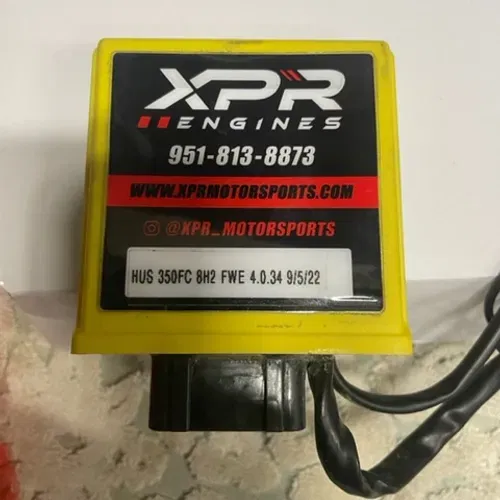 XPR
ENGINES
951-813-8873
WWW.XPRMOTORSPORTS.COM
@XPR_MOTORSPORTS
HUS 350FC 8H2 FWE 4.0.34 9/5/22